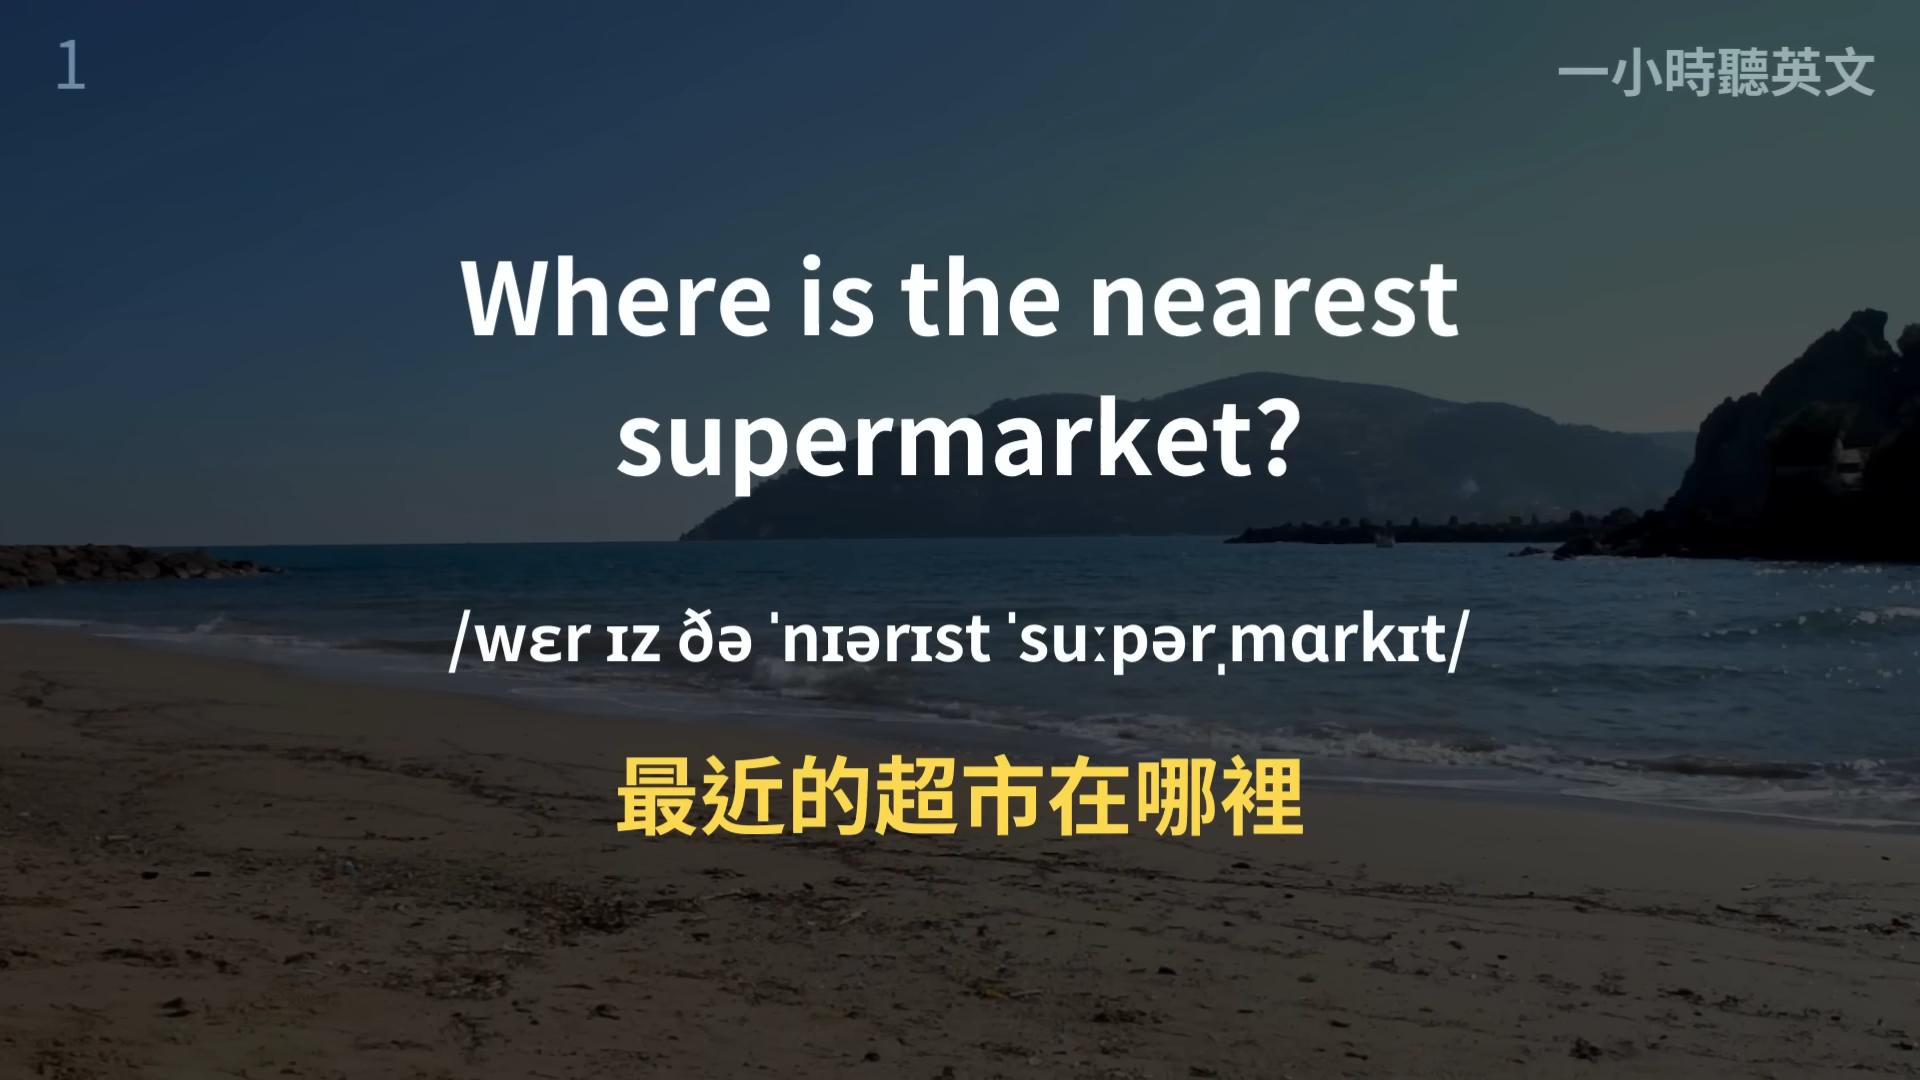 1
一小時聽英文
Where is the nearest
supermarket?
/wɛr ɪz ðə ˈnɪərɪst ˈsuːpərˌmɑrkɪt/
最近的超市在哪裡